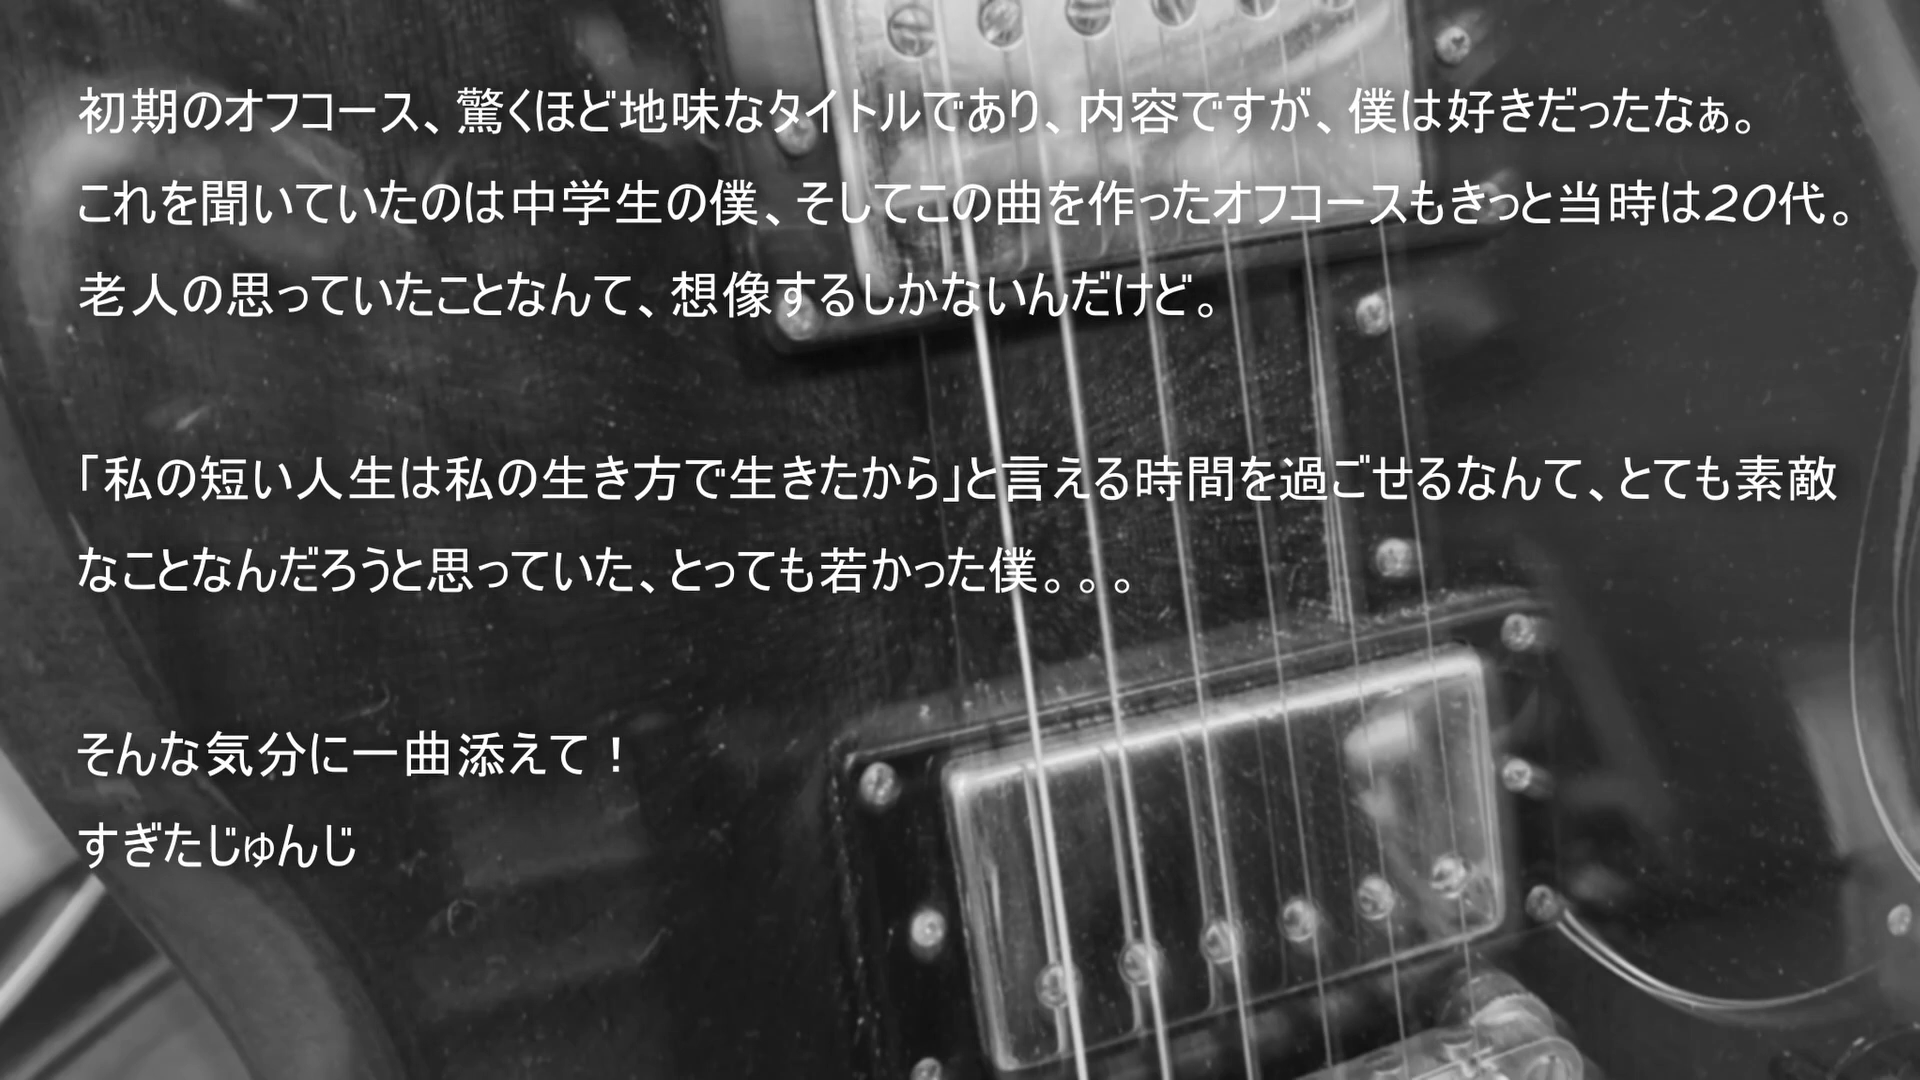 初期のオフコース、驚くほど地味なタイトルであり、内容ですが、僕は好きだったなぁ。
これを聞いていたのは中学生の僕、そしてこの曲を作ったオフコースもきっと当時は20代。
老人の思っていたことなんて、想像するしかないんだけど。
「私の短い人生は私の生き方で生きたから」と言える時間を過ごせるなんて、とても素敵
なことなんだろうと思っていた、とっても若かった僕。。。
そんな気分に一曲添えて！
すぎたじゅんじ